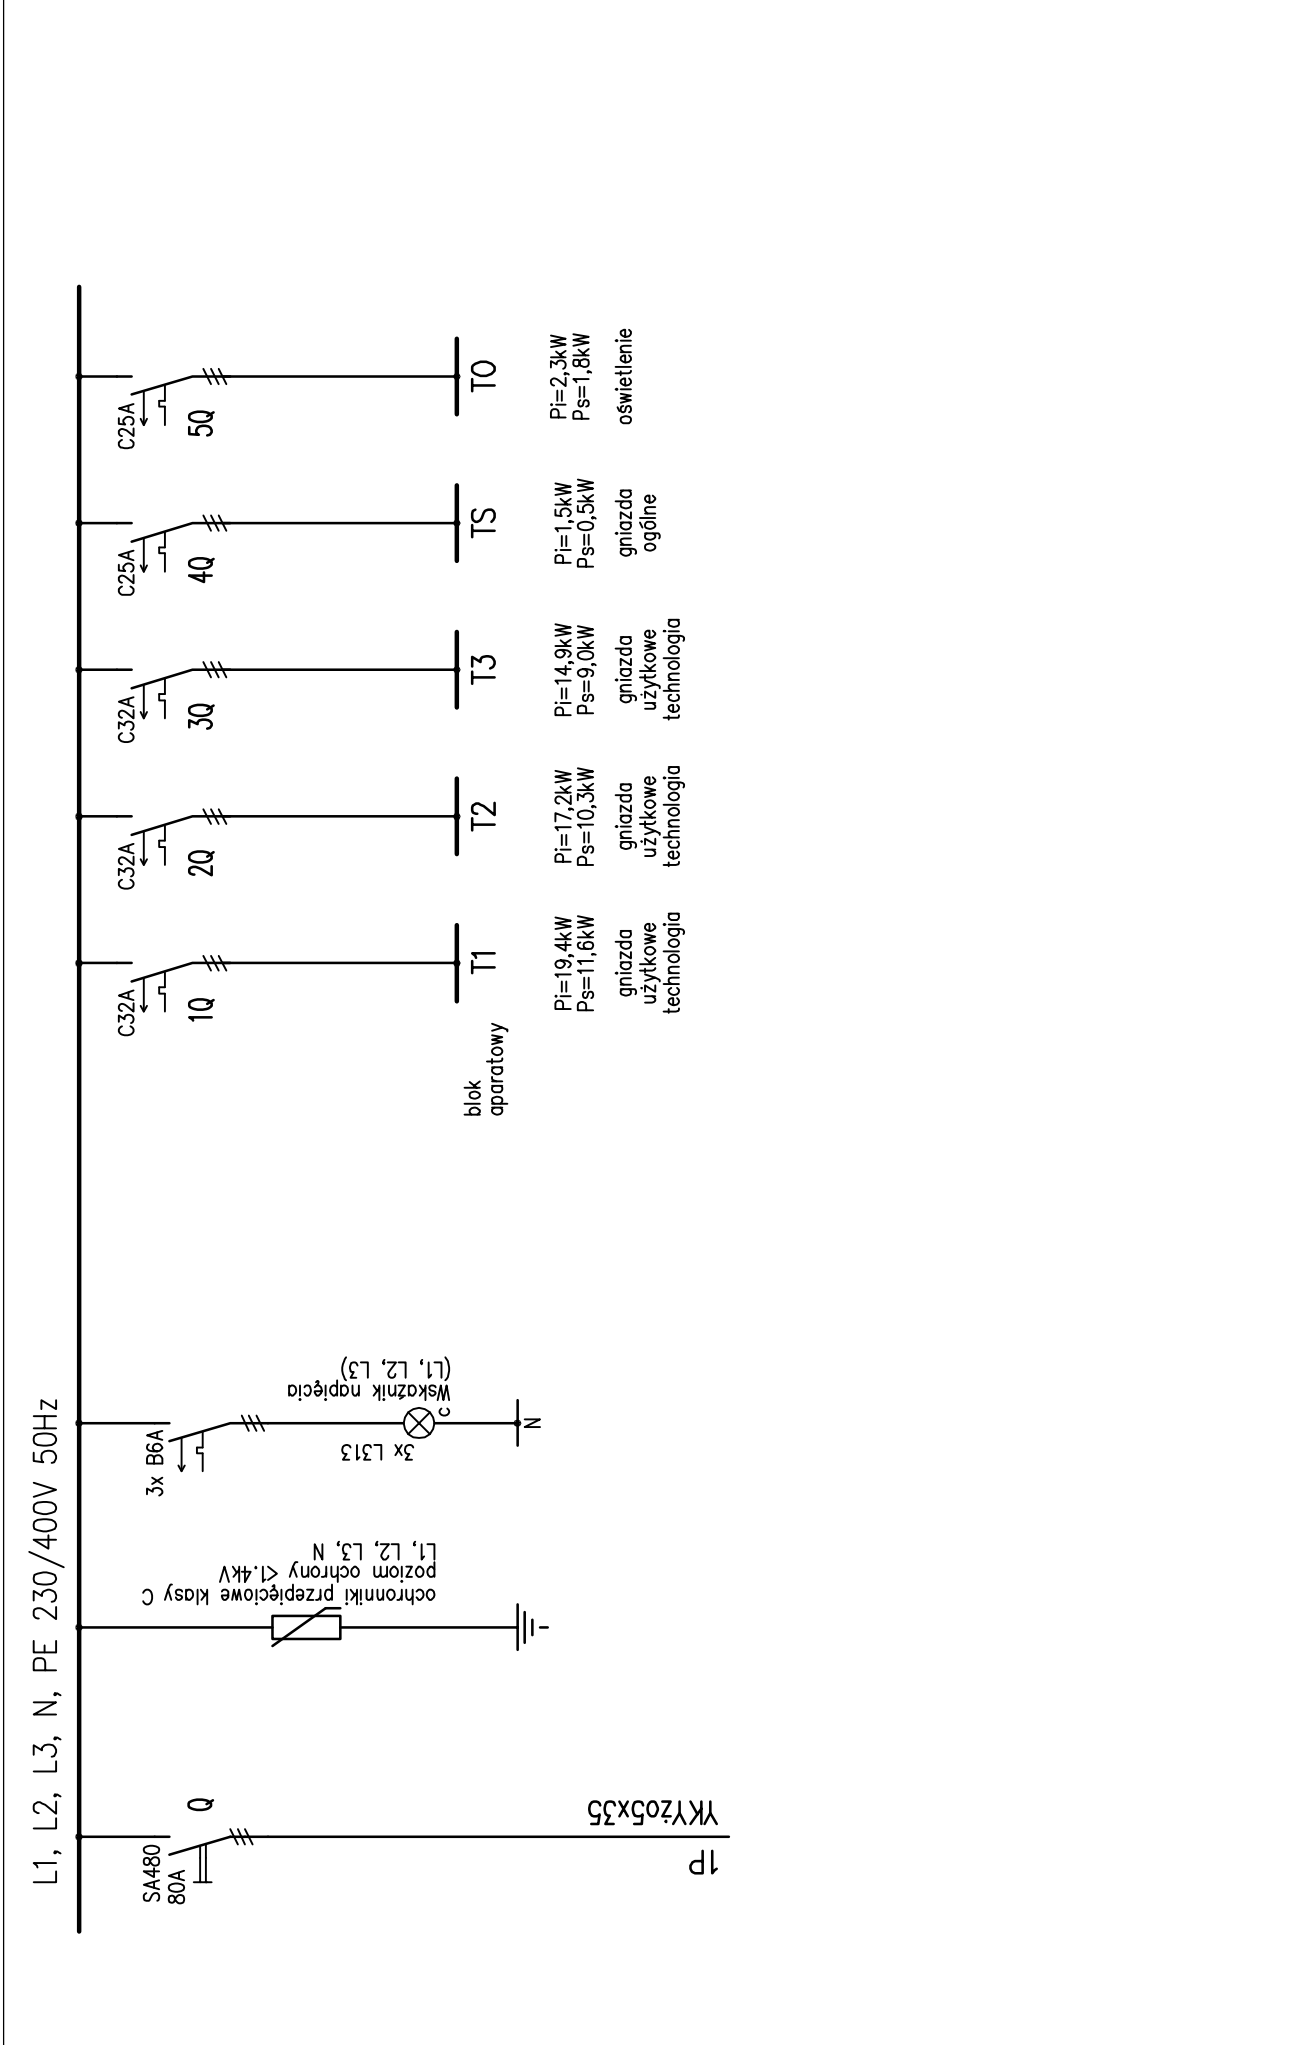 L1, L2, L3, N, PE 230/400V 50Hz
SA480
80A
Q
1P
YKYżo5x35
ochronniki przepięciowe klasy C
poziom ochrony <1.4kV
L1, L2, L3, N
3x B6A
3x L313
Wskaźnik napięcia
(L1, L2, L3)
c
N
blok
aparatowy
C32A
1Q
T1
Pi=19,4kW
Ps=11,6kW
gniazda
użytkowe
technologia
C32A
2Q
T2
Pi=17,2kW
Ps=10,3kW
gniazda
użytkowe
technologia
C32A
3Q
T3
Pi=14,9kW
Ps=9,0kW
gniazda
użytkowe
technologia
C25A
4Q
TS
Pi=1,5kW
Ps=0,5kW
gniazda
ogólne
C25A
5Q
TO
Pi=2,3kW
Ps=1,8kW
oświetlenie